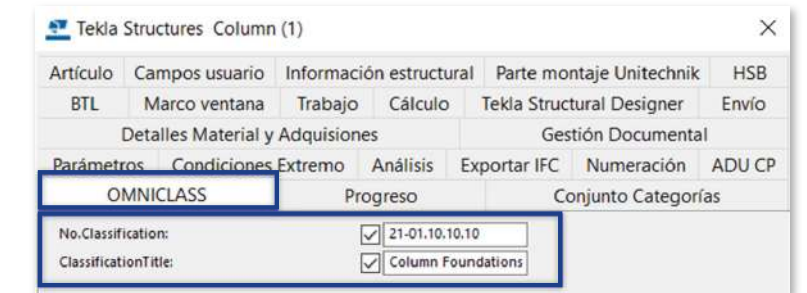 Tekla Structures Column (1)
Artículo Campos usuario Información estructural Parte montaje Unitechnik HSB
BTL Marco ventana Trabajo Cálculo Tekla Structural Designer Envío
Detalles Material y Adquisiones Gestión Documental
Parámetros Condiciones Extremo Análisis Exportar IFC Numeración ADU CP
OMNICLASS Progreso Conjunto Categorías
No.Classification: 21-01.10.10.10
ClassificationTitle: Column Foundations